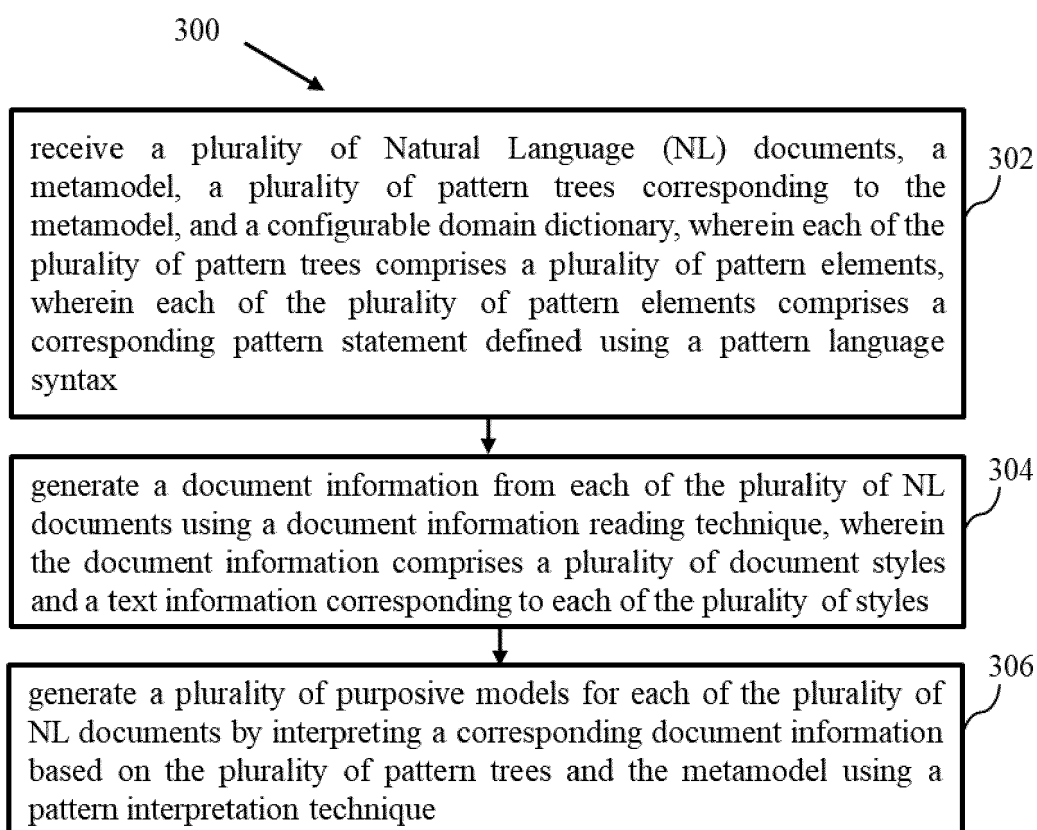 300
302
receive a plurality of Natural Language (NL) documents, a
metamodel, a plurality of pattern trees corresponding to the
metamodel, and a configurable domain dictionary, wherein each of the
plurality of pattern trees comprises a plurality of pattern elements,
wherein each of the plurality of pattern elements comprises a
corresponding pattern statement defined using a pattern language
syntax
304
generate a document information from each of the plurality of NL
documents using a document information reading technique, wherein
the document information comprises a plurality of document styles
and a text information corresponding to each of the plurality of styles
306
generate a plurality of purposive models for each of the plurality of
NL documents by interpreting a corresponding document information
based on the plurality of pattern trees and the metamodel using a
pattern interpretation technique